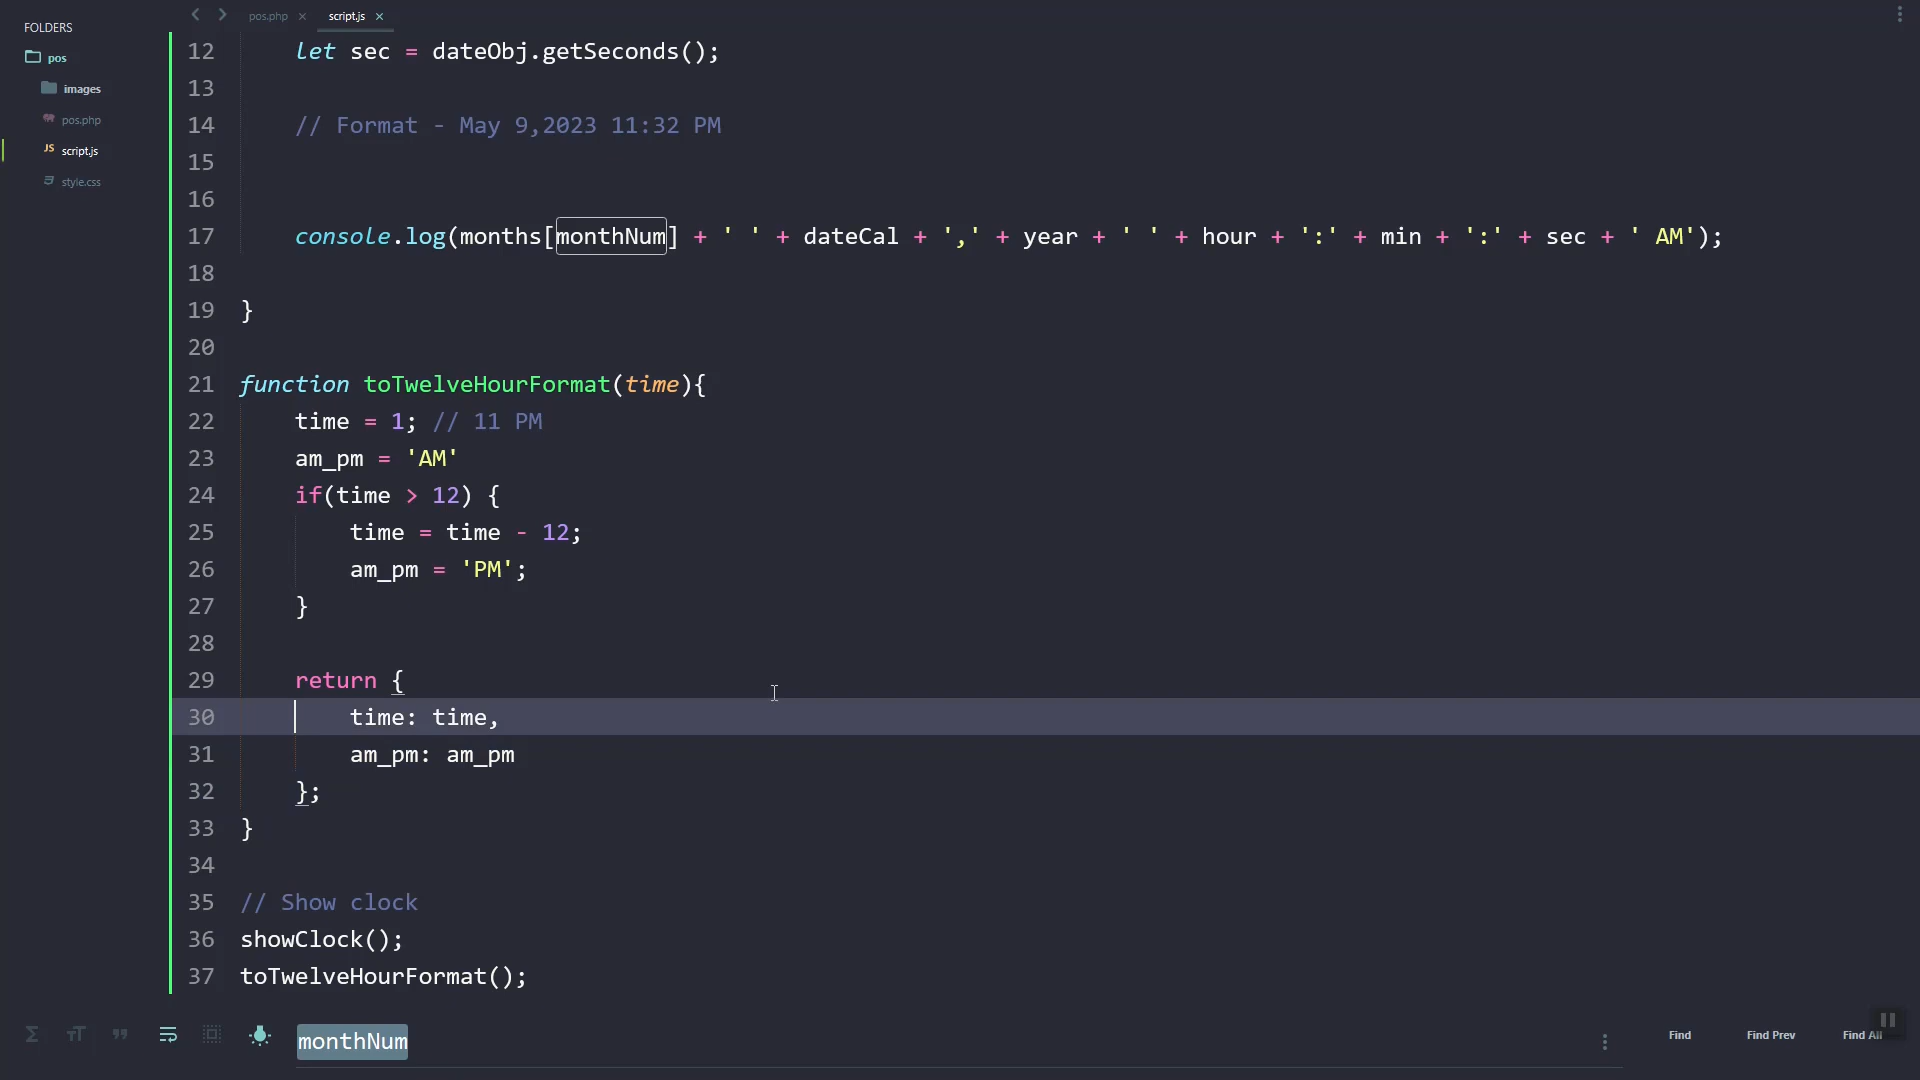 FOLDERS
pos
images
pos.php
script.js
style.css
pos.php ×
script.js ×
12 let sec = dateObj.getSeconds();
13
14 // Format - May 9,2023 11:32 PM
15
16
17 console.log(months[monthNum] + ' ' + dateCal + ',' + year + ' ' + hour + ':' + min + ':' + sec + ' AM');
18
19 }
20
21 function toTwelveHourFormat(time){
22 time = 1; // 11 PM
23 am_pm = 'AM'
24 if(time > 12) {
25 time = time - 12;
26 am_pm = 'PM';
27 }
28
29 return {
30 time: time,
31 am_pm: am_pm
32 };
33 }
34
35 // Show clock
36 showClock();
37 toTwelveHourFormat();
monthNum
Find
Find Prev
Find All